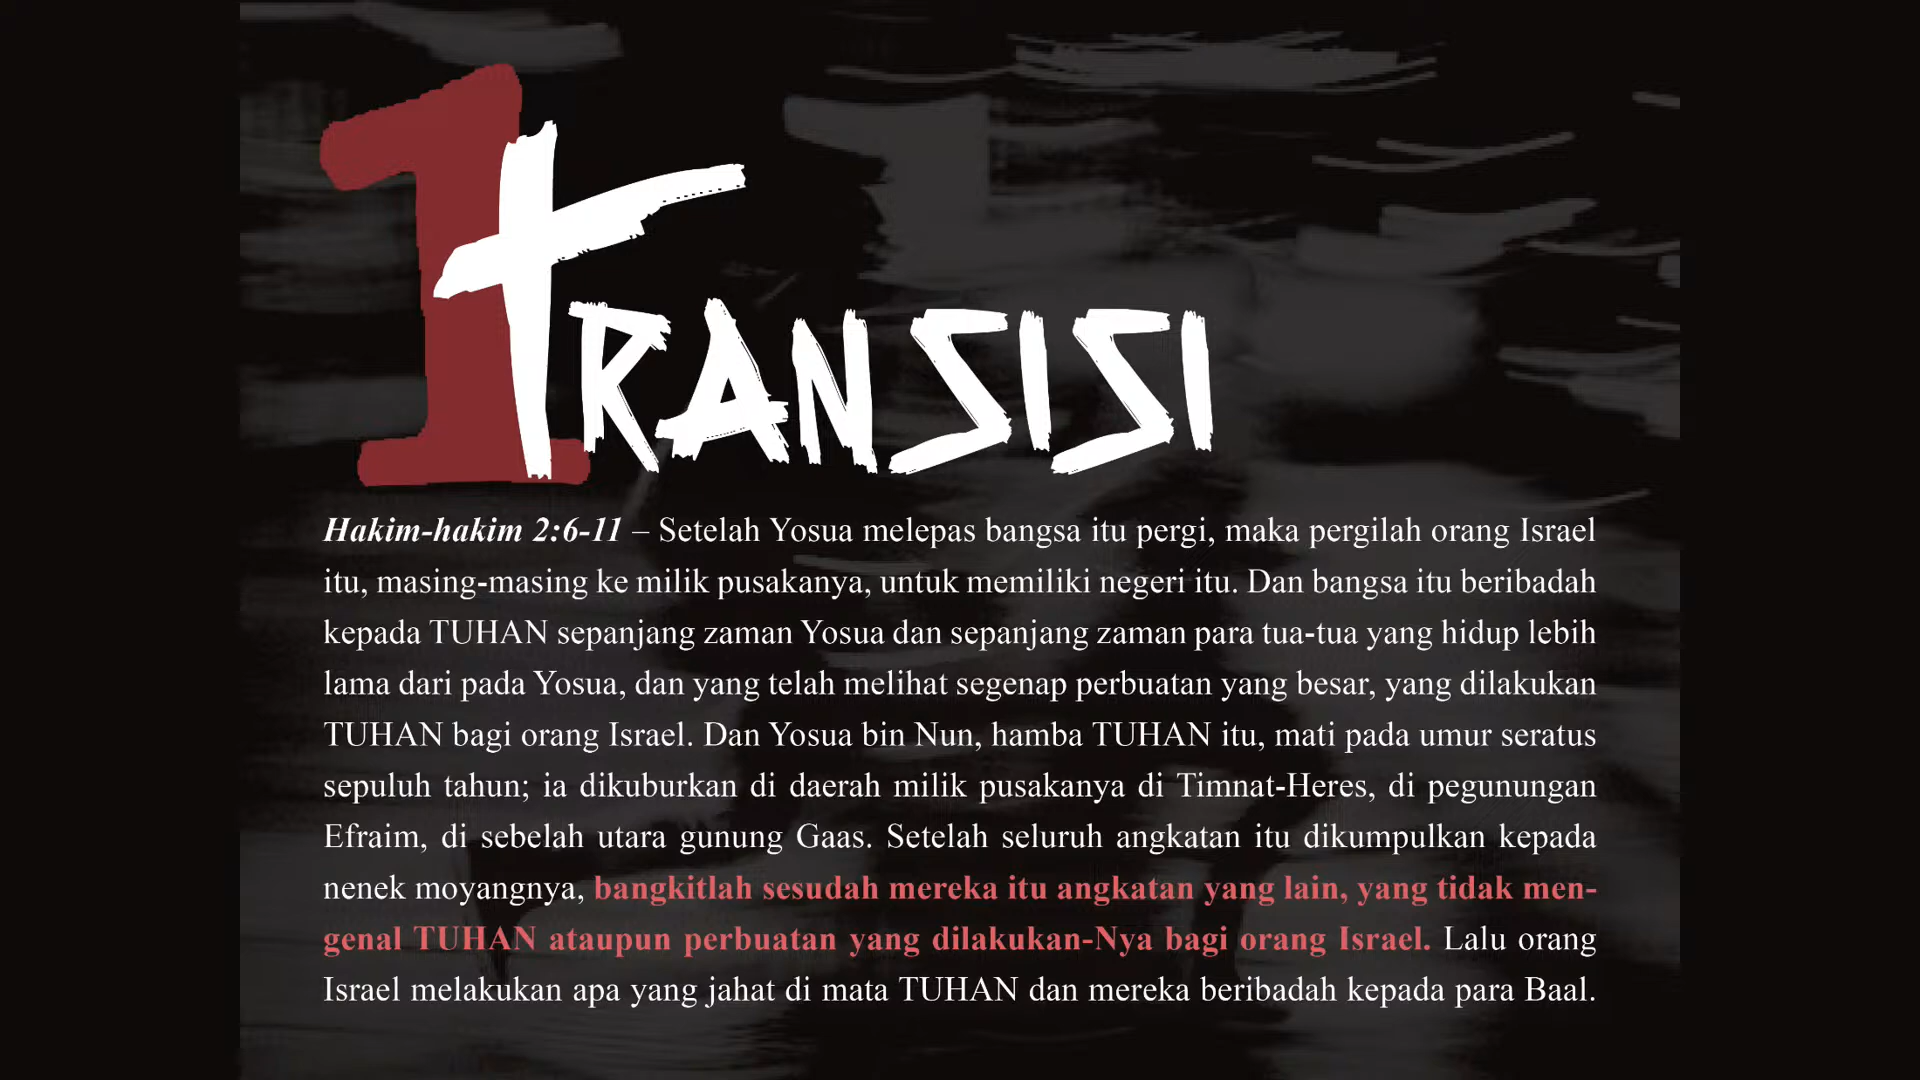 1 TRANSISI
Hakim-hakim 2:6-11 – Setelah Yosua melepas bangsa itu pergi, maka pergilah orang Israel
itu, masing-masing ke milik pusakanya, untuk memiliki negeri itu. Dan bangsa itu beribadah
kepada TUHAN sepanjang zaman Yosua dan sepanjang zaman para tua-tua yang hidup lebih
lama dari pada Yosua, dan yang telah melihat segenap perbuatan yang besar, yang dilakukan
TUHAN bagi orang Israel. Dan Yosua bin Nun, hamba TUHAN itu, mati pada umur seratus
sepuluh tahun; ia dikuburkan di daerah milik pusakanya di Timnat-Heres, di pegunungan
Efraim, di sebelah utara gunung Gaas. Setelah seluruh angkatan itu dikumpulkan kepada
nenek moyangnya, bangkitlah sesudah mereka itu angkatan yang lain, yang tidak men-
genal TUHAN ataupun perbuatan yang dilakukan-Nya bagi orang Israel. Lalu orang
Israel melakukan apa yang jahat di mata TUHAN dan mereka beribadah kepada para Baal.